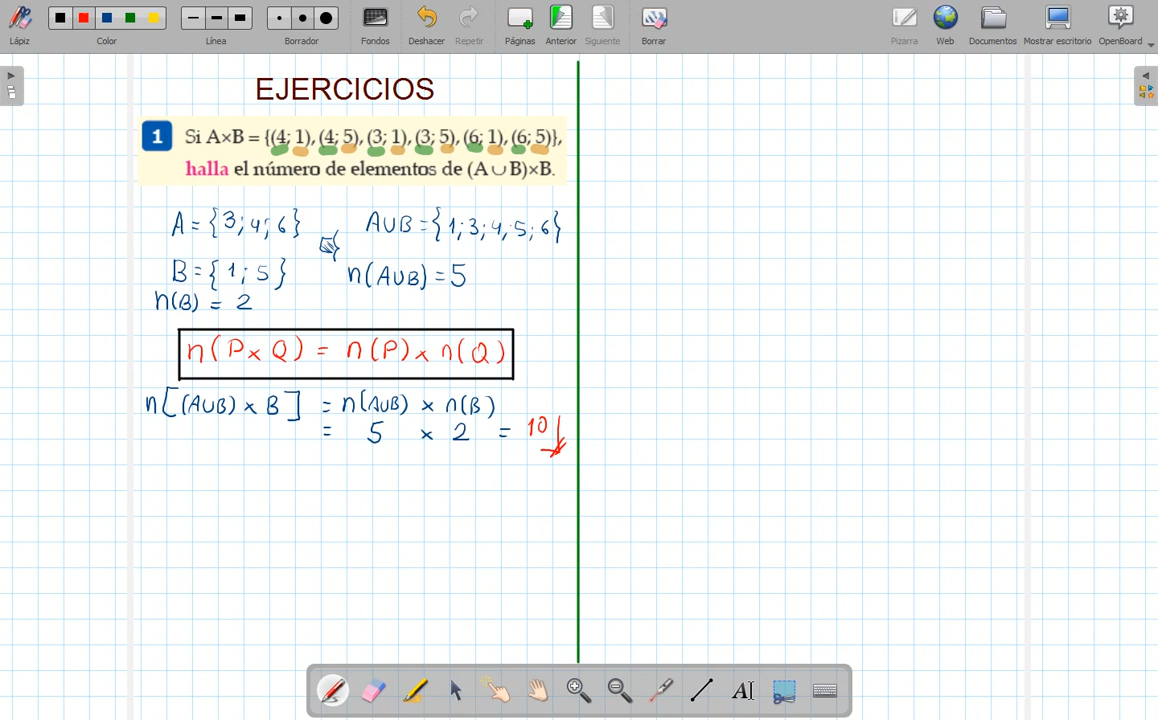 Lápiz Color Línea Borrador Fondos Deshacer Repetir Páginas Anterior Siguiente Borrar Pizarra Web Documentos Mostrar escritorio OpenBoard
EJERCICIOS
1 Si A×B = {(4; 1), (4; 5), (3; 1), (3; 5), (6; 1), (6; 5)},
halla el número de elementos de (A∪B)×B.
A = {3; 4; 6}
B = {1; 5}
n(B) = 2
A∪B = {1; 3; 4, 5; 6}
n(A∪B) = 5
n(P×Q) = n(P) × n(Q)
n[(A∪B) × B] = n(A∪B) × n(B)
= 5 × 2 = 10
AI